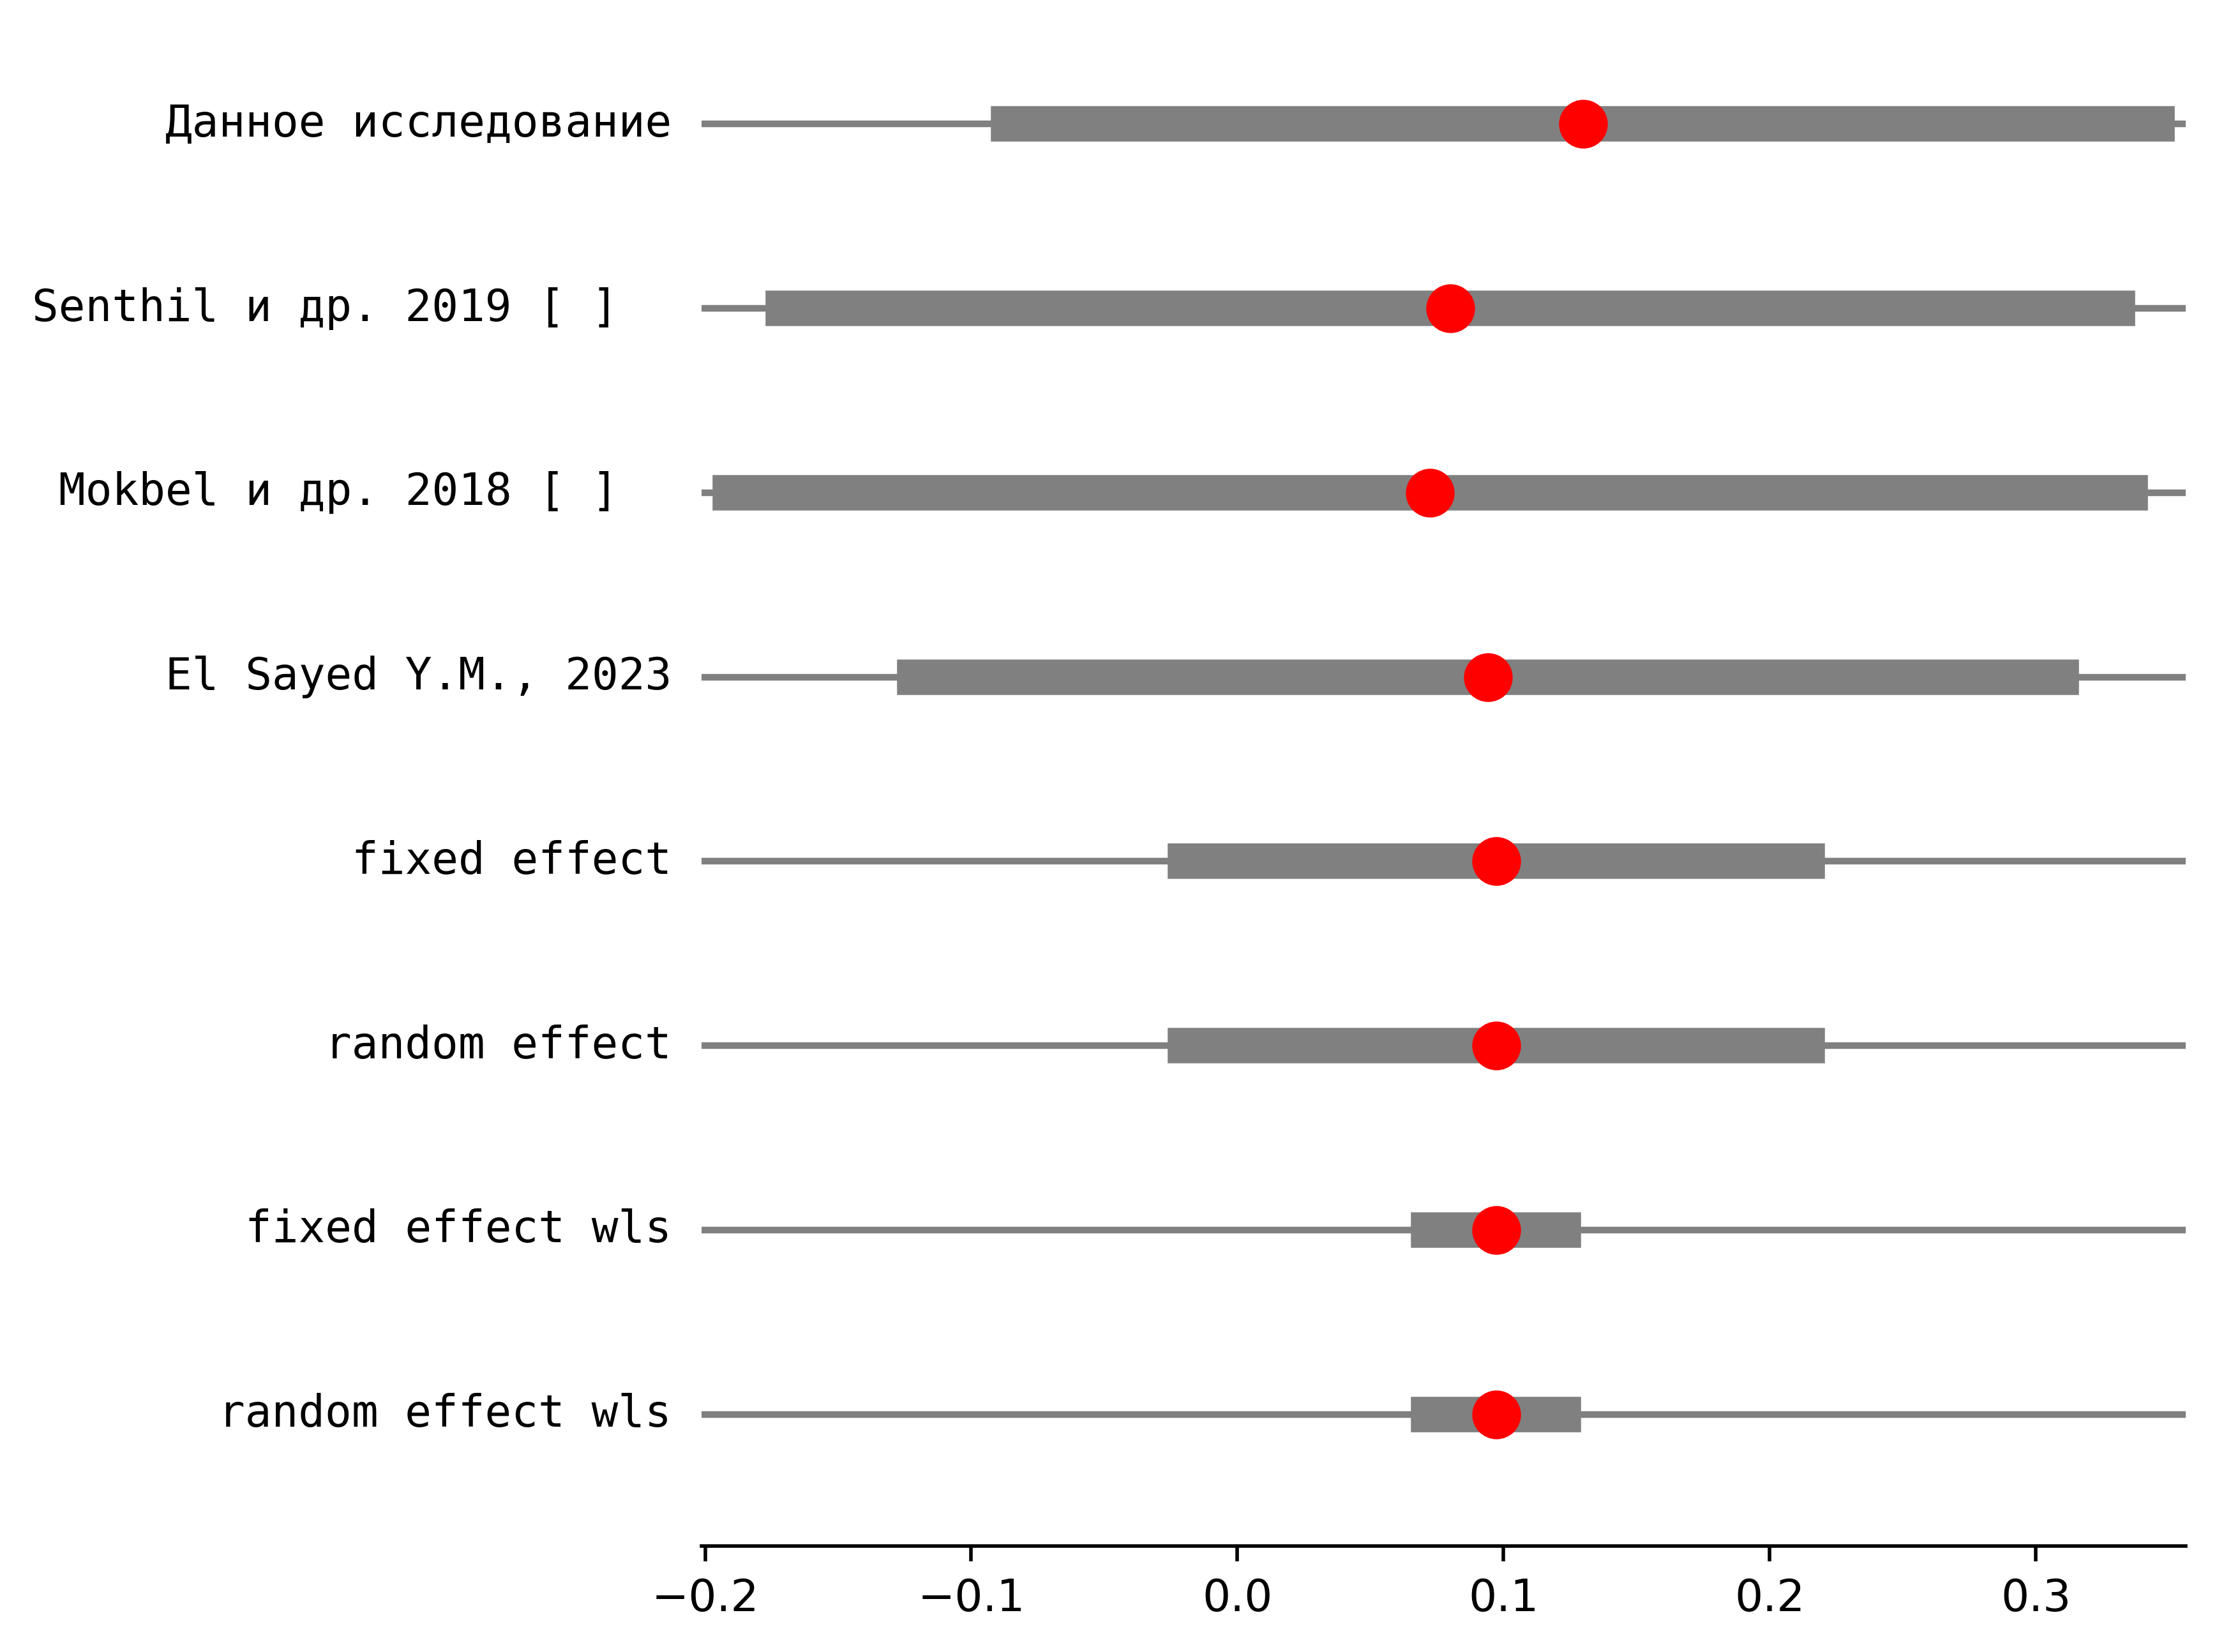 Данное исследование
Senthil и др. 2019 [ ]
Mokbel и др. 2018 [ ]
El Sayed Y.M., 2023
fixed effect
random effect
fixed effect wls
random effect wls
−0.2 −0.1 0.0 0.1 0.2 0.3